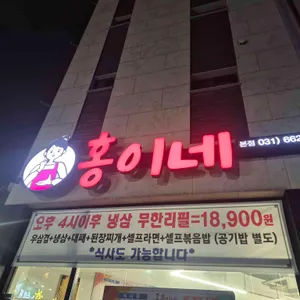 홍이네
본점 031) 662
오후 4시이후 냉삼 무한리필=18,900원
우삼겹+냉삼+대패+된장찌개+셀프라면+셀프볶음밥 (공기밥 별도)
*식사도 가능합니다*